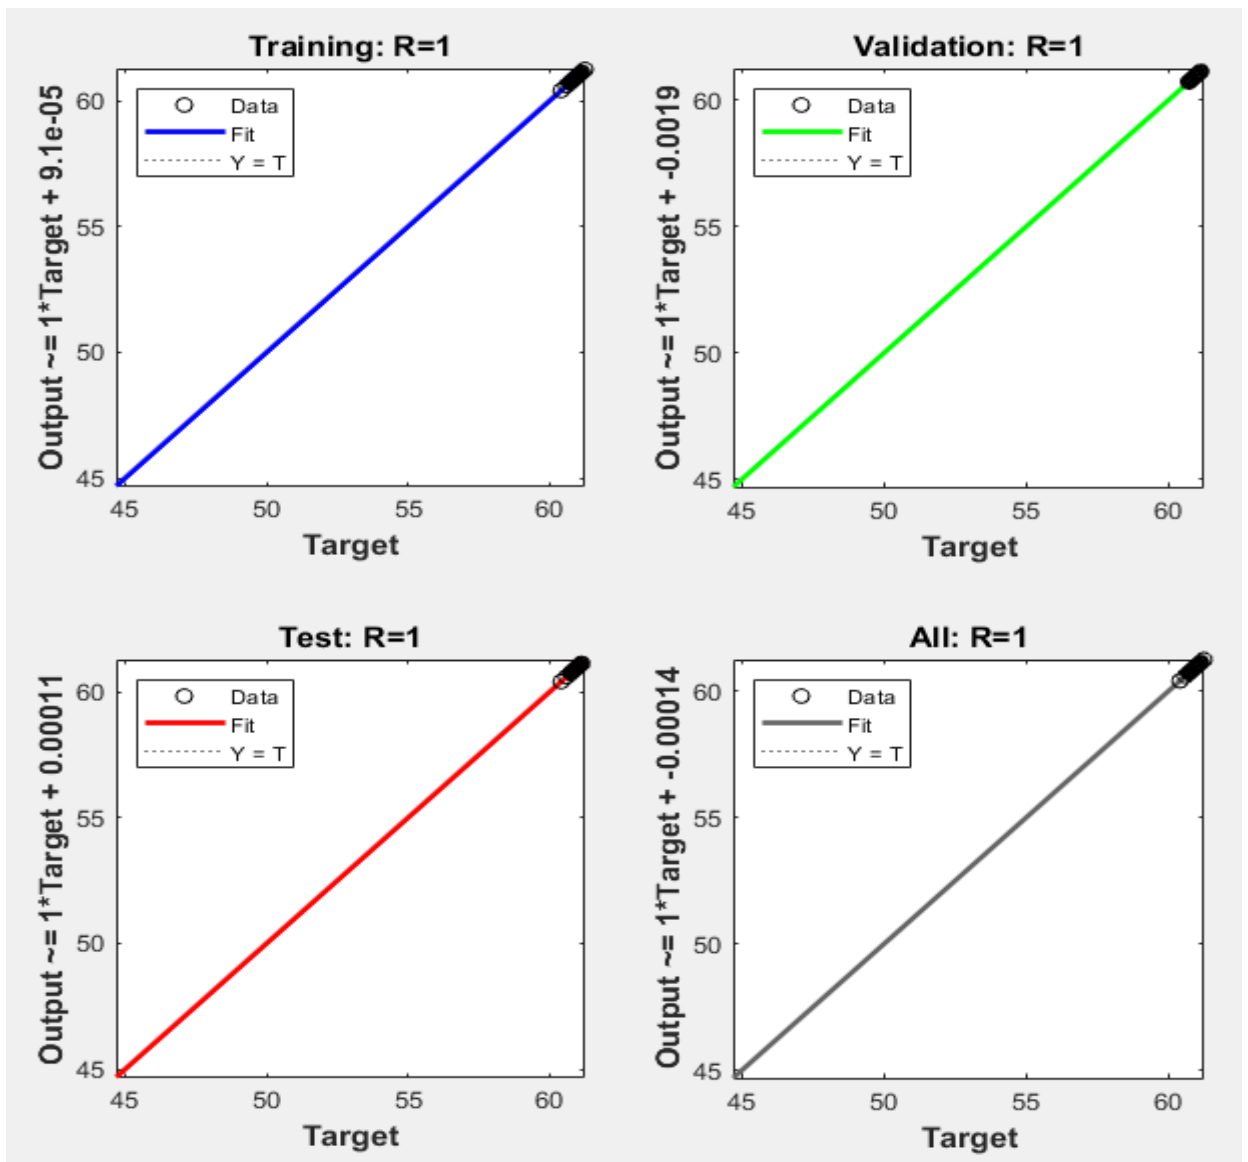 Training: R=1
Output ~= 1*Target + 9.1e-05
60
55
50
45
Data
Fit
Y = T
45 50 55 60
Target
Validation: R=1
Output ~= 1*Target + -0.0019
60
55
50
45
Data
Fit
Y = T
45 50 55 60
Target
Test: R=1
Output ~= 1*Target + 0.00011
60
55
50
45
Data
Fit
Y = T
45 50 55 60
Target
All: R=1
Output ~= 1*Target + -0.00014
60
55
50
45
Data
Fit
Y = T
45 50 55 60
Target